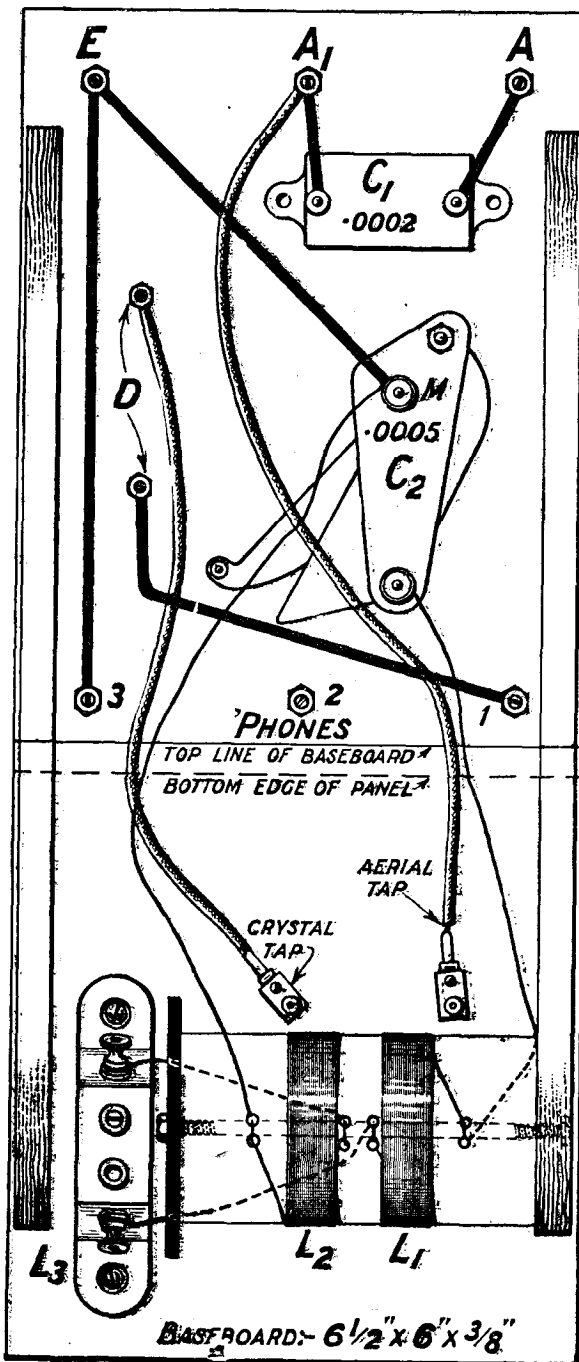 E A₁ A
C₁
.0002
M
.0005
D
C₂
3 2 1
'PHONES
TOP LINE OF BASEBOARD
BOTTOM EDGE OF PANEL
AERIAL
TAP
CRYSTAL
TAP
L₃ L₂ L₁
BASEBOARD:- 6 1/2" x 6" x 3/8"